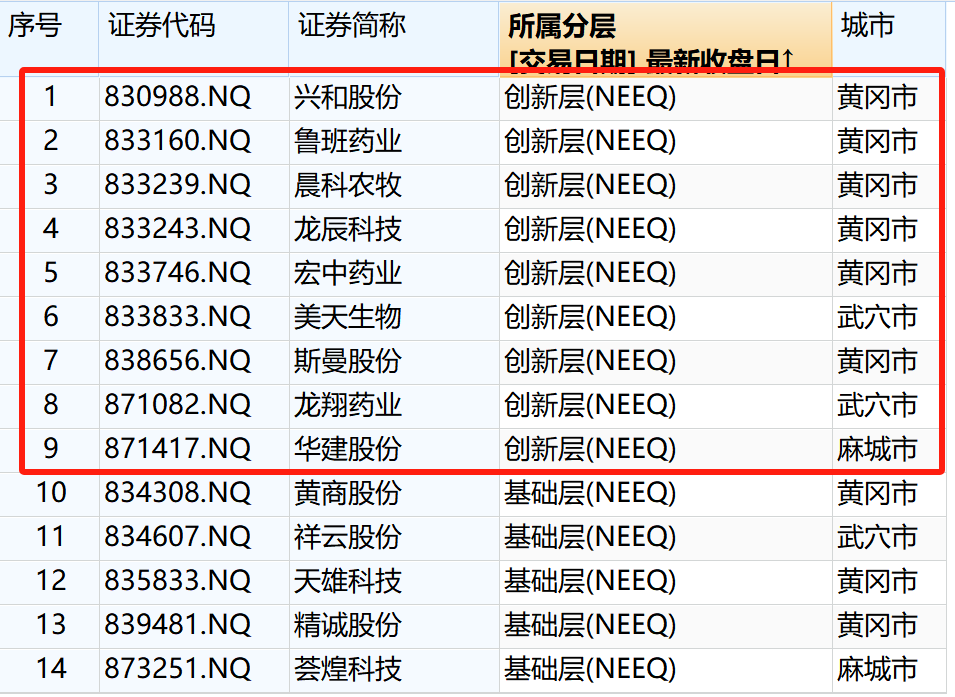 序号 证券代码 证券简称 所属分层 城市
[交易日期] 最新收盘日↑
1 830988.NQ 兴和股份 创新层(NEEQ) 黄冈市
2 833160.NQ 鲁班药业 创新层(NEEQ) 黄冈市
3 833239.NQ 晨科农牧 创新层(NEEQ) 黄冈市
4 833243.NQ 龙辰科技 创新层(NEEQ) 黄冈市
5 833746.NQ 宏中药业 创新层(NEEQ) 黄冈市
6 833833.NQ 美天生物 创新层(NEEQ) 武穴市
7 838656.NQ 斯曼股份 创新层(NEEQ) 黄冈市
8 871082.NQ 龙翔药业 创新层(NEEQ) 武穴市
9 871417.NQ 华建股份 创新层(NEEQ) 麻城市
10 834308.NQ 黄商股份 基础层(NEEQ) 黄冈市
11 834607.NQ 祥云股份 基础层(NEEQ) 武穴市
12 835833.NQ 天雄科技 基础层(NEEQ) 黄冈市
13 839481.NQ 精诚股份 基础层(NEEQ) 黄冈市
14 873251.NQ 荟煌科技 基础层(NEEQ) 麻城市